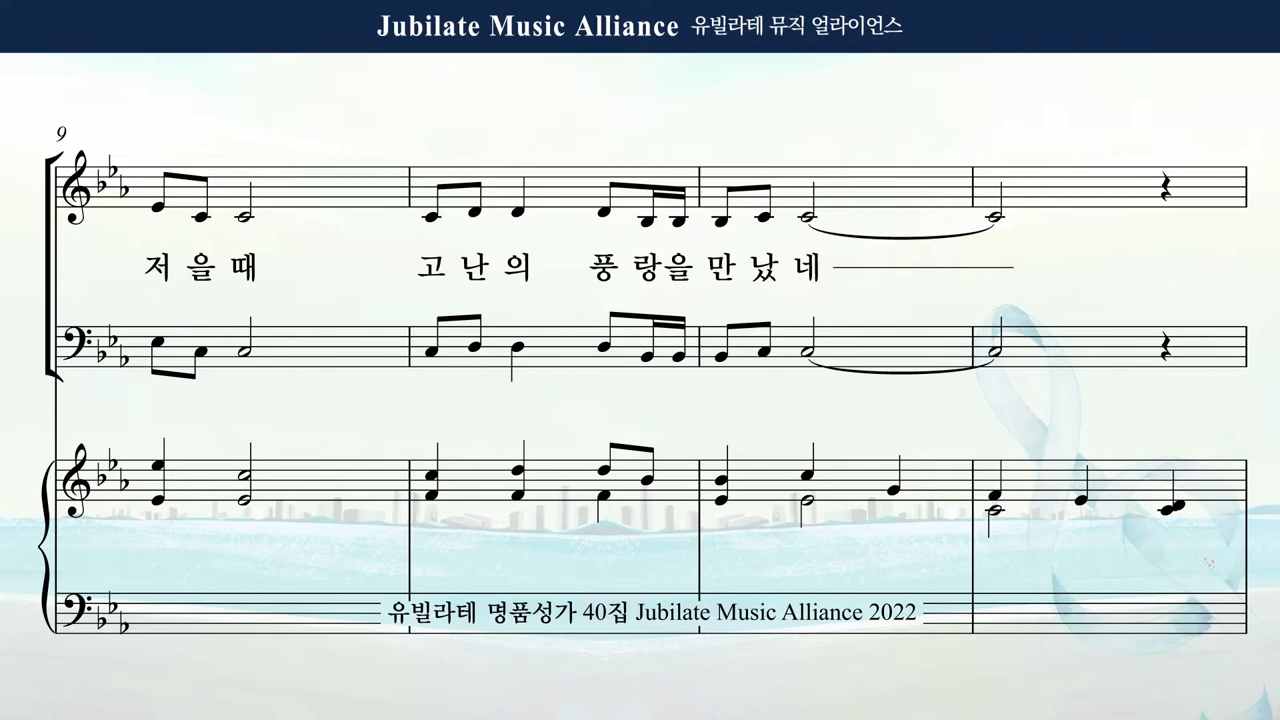 Jubilate Music Alliance 유빌라테 뮤직 얼라이언스
9
저 을 때 고 난 의 풍 랑을 만 났 네
유빌라테 명품성가 40집 Jubilate Music Alliance 2022